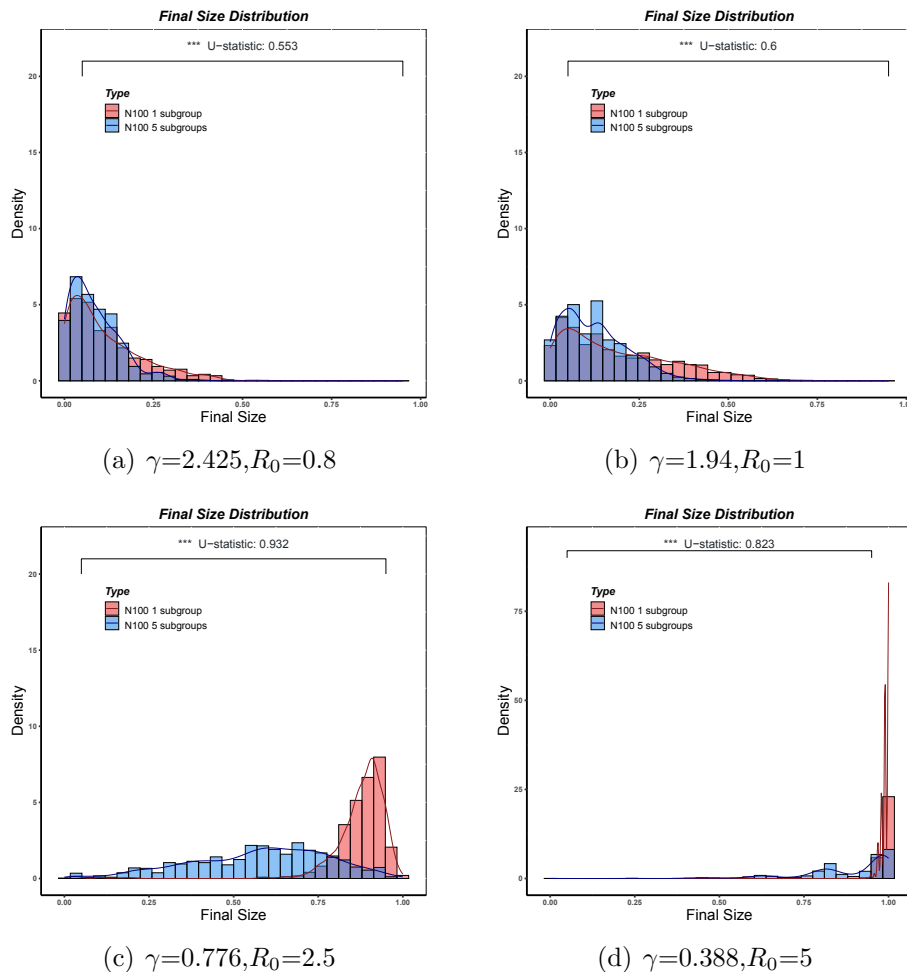 Final Size Distribution
*** U−statistic: 0.553
Type
N100 1 subgroup
N100 5 subgroups
20
15
10
5
0
Density
0.00 0.25 0.50 0.75 1.00
Final Size
(a) γ=2.425,R0=0.8
Final Size Distribution
*** U−statistic: 0.6
Type
N100 1 subgroup
N100 5 subgroups
20
15
10
5
0
Density
0.00 0.25 0.50 0.75 1.00
Final Size
(b) γ=1.94,R0=1
Final Size Distribution
*** U−statistic: 0.932
Type
N100 1 subgroup
N100 5 subgroups
20
15
10
5
0
Density
0.00 0.25 0.50 0.75 1.00
Final Size
(c) γ=0.776,R0=2.5
Final Size Distribution
*** U−statistic: 0.823
Type
N100 1 subgroup
N100 5 subgroups
75
50
25
0
Density
0.00 0.25 0.50 0.75 1.00
Final Size
(d) γ=0.388,R0=5